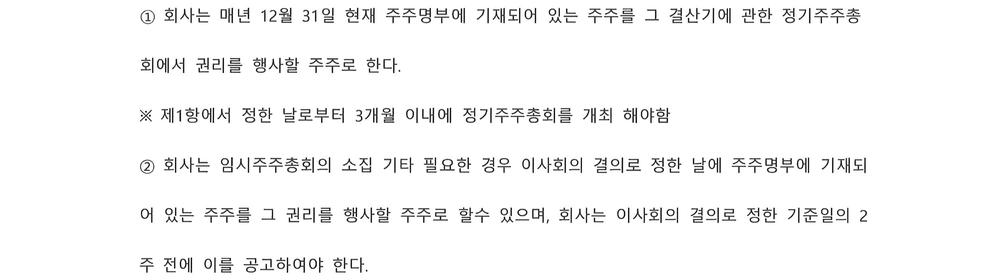 ① 회사는 매년 12월 31일 현재 주주명부에 기재되어 있는 주주를 그 결산기에 관한 정기주주총
회에서 권리를 행사할 주주로 한다.
※ 제1항에서 정한 날로부터 3개월 이내에 정기주주총회를 개최 해야함
② 회사는 임시주주총회의 소집 기타 필요한 경우 이사회의 결의로 정한 날에 주주명부에 기재되
어 있는 주주를 그 권리를 행사할 주주로 할수 있으며, 회사는 이사회의 결의로 정한 기준일의 2
주 전에 이를 공고하여야 한다.